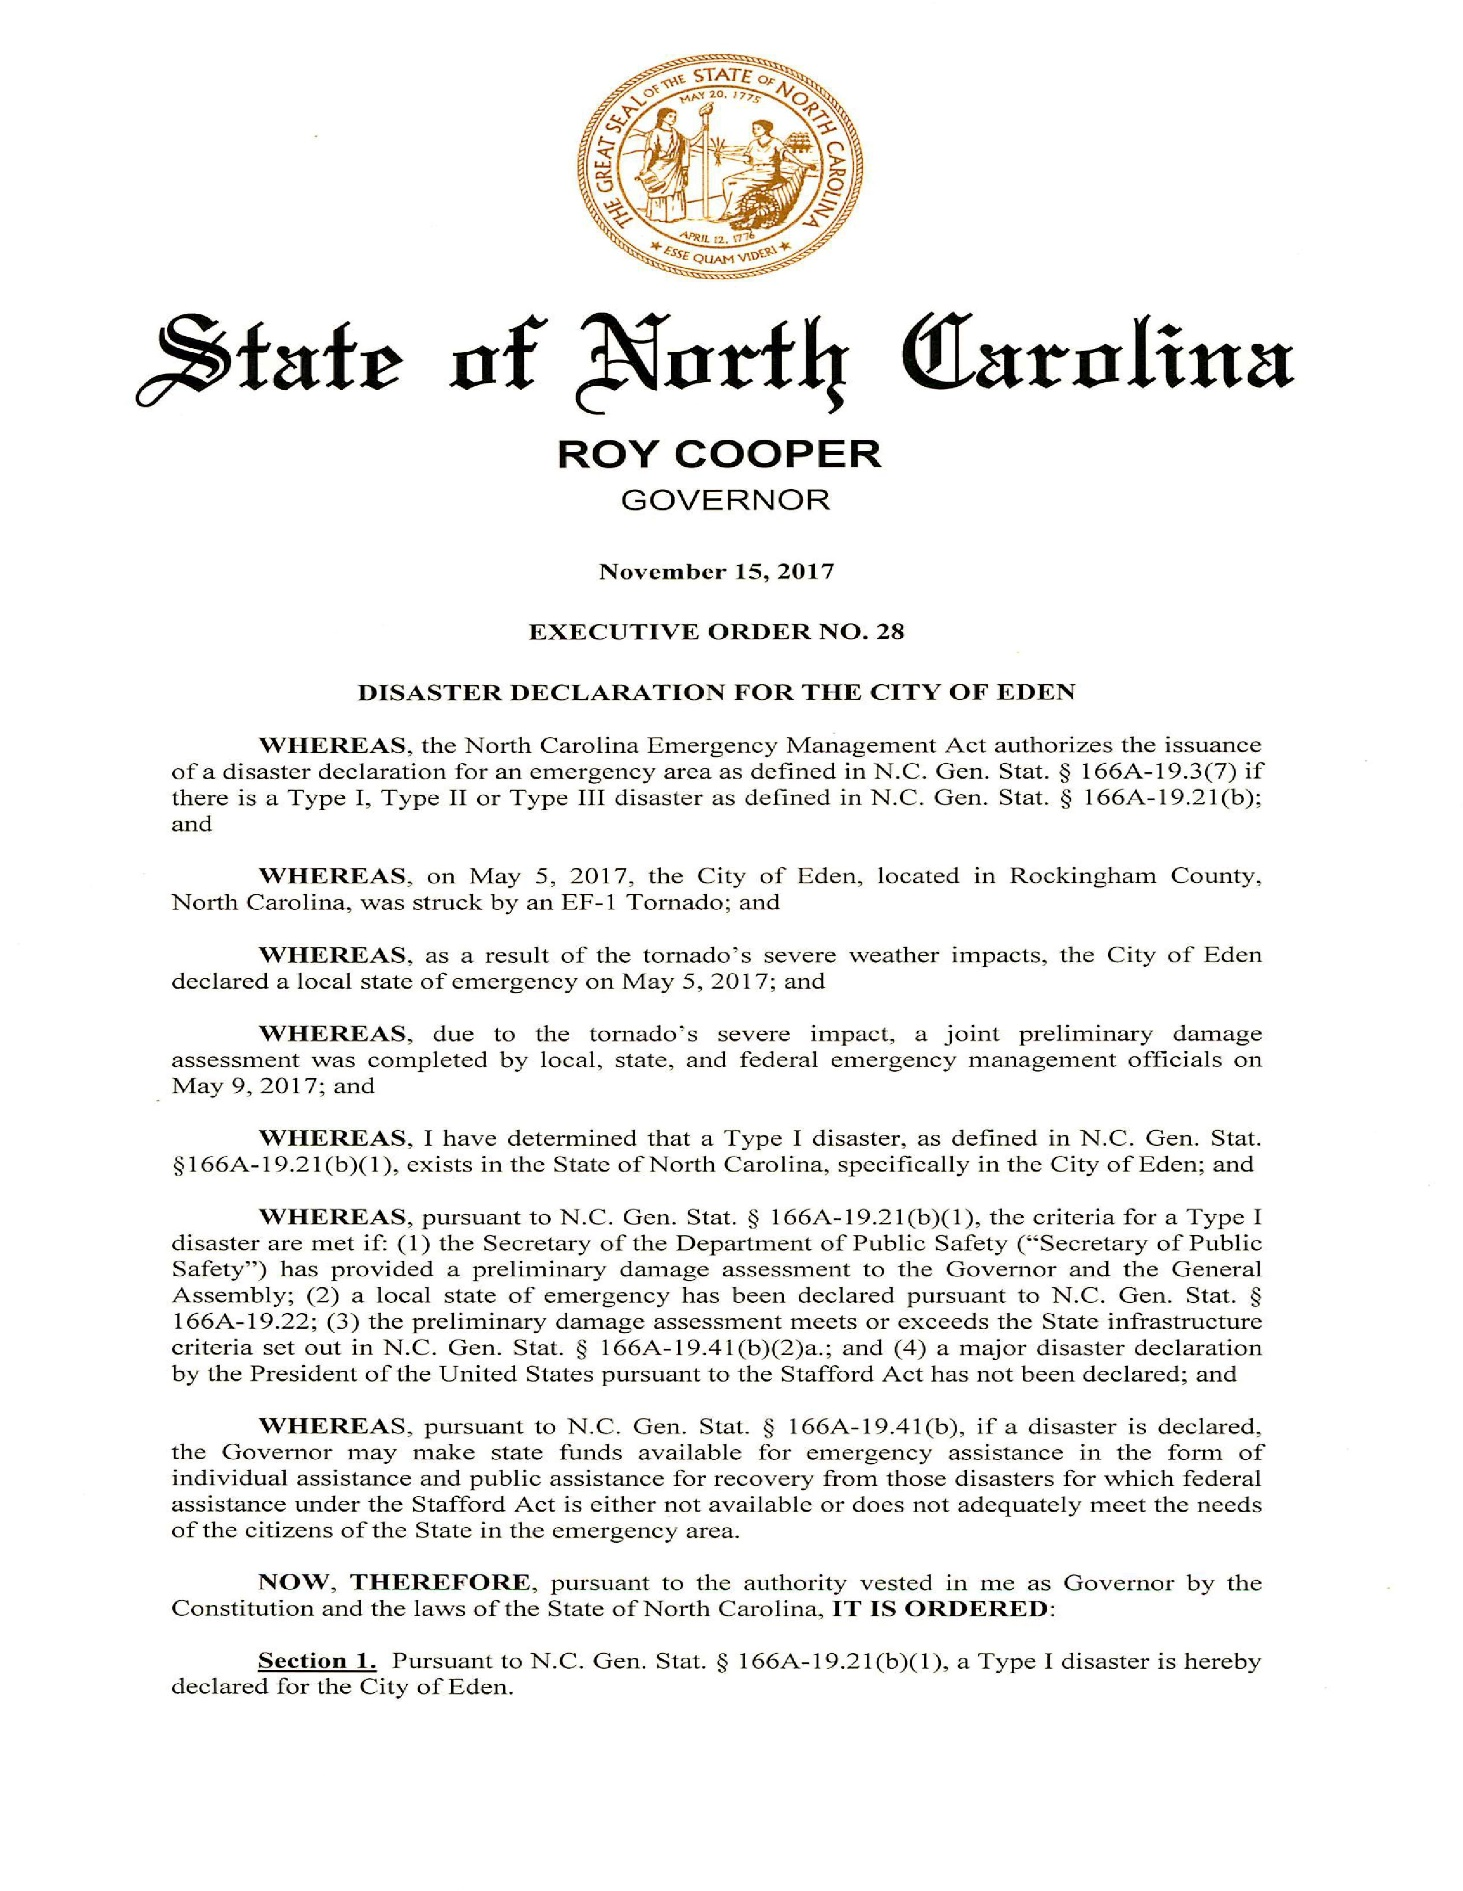 THE GREAT SEAL OF THE STATE OF NORTH CAROLINA
MAY 20, 1775
APRIL 12, 1776
★ ESSE QUAM VIDERI ★
State of North Carolina
ROY COOPER
GOVERNOR
November 15, 2017
EXECUTIVE ORDER NO. 28
DISASTER DECLARATION FOR THE CITY OF EDEN
WHEREAS, the North Carolina Emergency Management Act authorizes the issuance
of a disaster declaration for an emergency area as defined in N.C. Gen. Stat. § 166A-19.3(7) if
there is a Type I, Type II or Type III disaster as defined in N.C. Gen. Stat. § 166A-19.21(b);
and
WHEREAS, on May 5, 2017, the City of Eden, located in Rockingham County,
North Carolina, was struck by an EF-1 Tornado; and
WHEREAS, as a result of the tornado's severe weather impacts, the City of Eden
declared a local state of emergency on May 5, 2017; and
WHEREAS, due to the tornado's severe impact, a joint preliminary damage
assessment was completed by local, state, and federal emergency management officials on
May 9, 2017; and
WHEREAS, I have determined that a Type I disaster, as defined in N.C. Gen. Stat.
§166A-19.21(b)(1), exists in the State of North Carolina, specifically in the City of Eden; and
WHEREAS, pursuant to N.C. Gen. Stat. § 166A-19.21(b)(1), the criteria for a Type I
disaster are met if: (1) the Secretary of the Department of Public Safety (“Secretary of Public
Safety”) has provided a preliminary damage assessment to the Governor and the General
Assembly; (2) a local state of emergency has been declared pursuant to N.C. Gen. Stat. §
166A-19.22; (3) the preliminary damage assessment meets or exceeds the State infrastructure
criteria set out in N.C. Gen. Stat. § 166A-19.41(b)(2)a.; and (4) a major disaster declaration
by the President of the United States pursuant to the Stafford Act has not been declared; and
WHEREAS, pursuant to N.C. Gen. Stat. § 166A-19.41(b), if a disaster is declared,
the Governor may make state funds available for emergency assistance in the form of
individual assistance and public assistance for recovery from those disasters for which federal
assistance under the Stafford Act is either not available or does not adequately meet the needs
of the citizens of the State in the emergency area.
NOW, THEREFORE, pursuant to the authority vested in me as Governor by the
Constitution and the laws of the State of North Carolina, IT IS ORDERED:
Section 1. Pursuant to N.C. Gen. Stat. § 166A-19.21(b)(1), a Type I disaster is hereby
declared for the City of Eden.